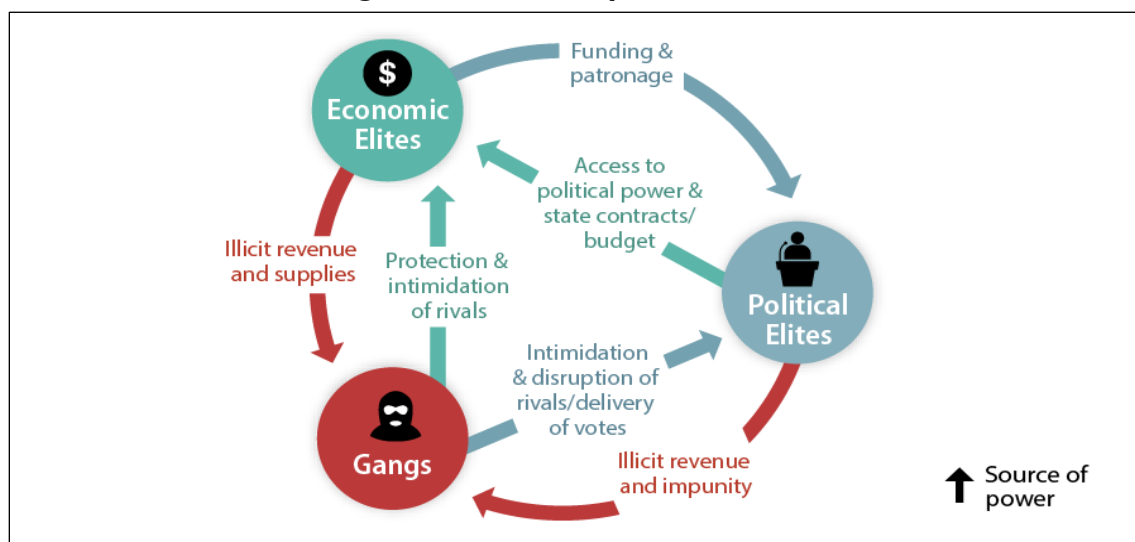 $
Economic
Elites
Funding &
patronage
Access to
political power &
state contracts/
budget
Illicit revenue
and supplies
Protection &
intimidation
of rivals
Political
Elites
Intimidation
& disruption of
rivals/delivery
of votes
Gangs
Illicit revenue
and impunity
Source of
power